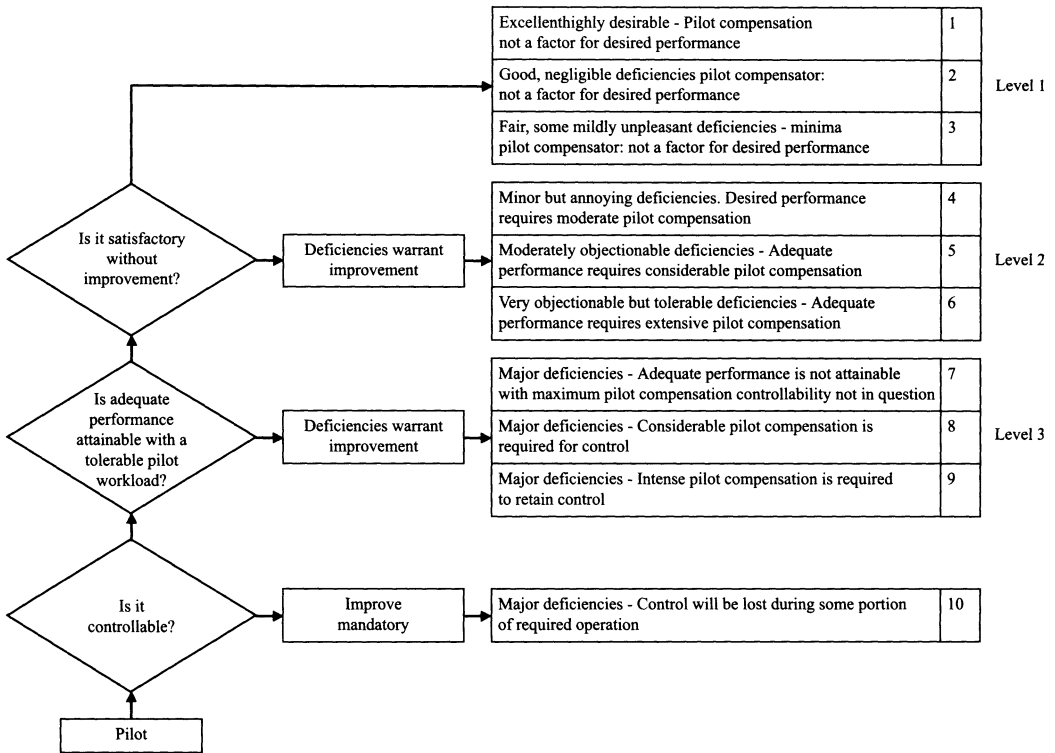 Excellenthighly desirable - Pilot compensation
not a factor for desired performance
1
Good, negligible deficiencies pilot compensator:
not a factor for desired performance
2
Level 1
Fair, some mildly unpleasant deficiencies - minima
pilot compensator: not a factor for desired performance
3
Minor but annoying deficiencies. Desired performance
requires moderate pilot compensation
4
Is it satisfactory
without
improvement?
Deficiencies warrant
improvement
Moderately objectionable deficiencies - Adequate
performance requires considerable pilot compensation
5
Level 2
Very objectionable but tolerable deficiencies - Adequate
performance requires extensive pilot compensation
6
Major deficiencies - Adequate performance is not attainable
with maximum pilot compensation controllability not in question
7
Is adequate
performance
attainable with a
tolerable pilot
workload?
Deficiencies warrant
improvement
Major deficiencies - Considerable pilot compensation is
required for control
8
Level 3
Major deficiencies - Intense pilot compensation is required
to retain control
9
Is it
controllable?
Improve
mandatory
Major deficiencies - Control will be lost during some portion
of required operation
10
Pilot